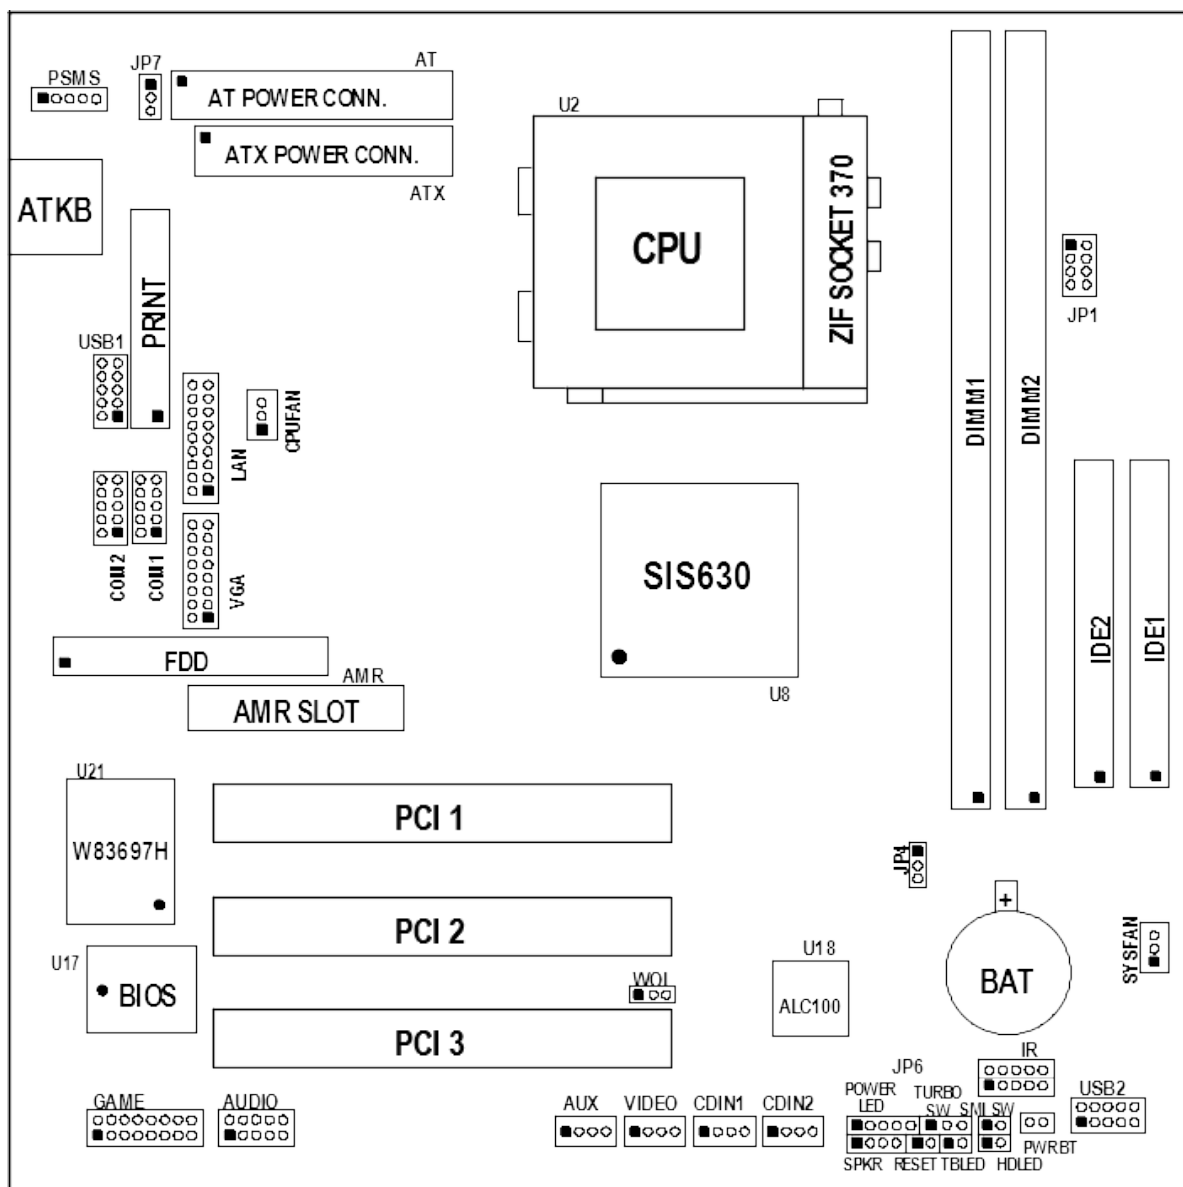 AT
JP7
PSMS
AT POWER CONN.
ATX POWER CONN.
ATX
U2
ATKB
CPU
ZIF SOCKET 370
PRINT
JP1
USB1
DIMM1
DIMM2
CPUFAN
LAN
COM2
COM1
VGA
SIS630
IDE2
IDE1
FDD
AMR
AMR SLOT
U8
U21
PCI 1
W83697H
JP4
PCI 2
+
SYSFAN
U17
U18
BIOS
WOL
BAT
ALC100
PCI 3
IR
JP6
GAME
AUDIO
AUX
VIDEO
CDIN1
CDIN2
POWER LED
TURBO SW
SMI SW
USB2
PWRBT
SPKR
RESET
TBLED
HDLED